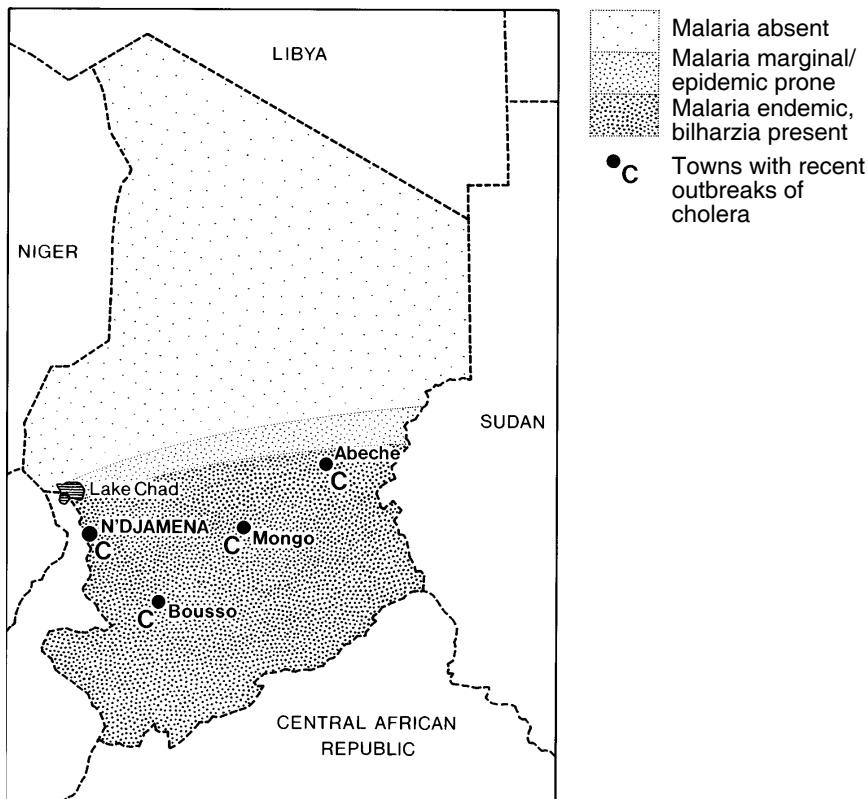 LIBYA
NIGER
SUDAN
Abeche
C
Lake Chad
N'DJAMENA
C
Mongo
C
Bousso
C
CENTRAL AFRICAN
REPUBLIC
Malaria absent
Malaria marginal/
epidemic prone
Malaria endemic,
bilharzia present
C
Towns with recent
outbreaks of
cholera